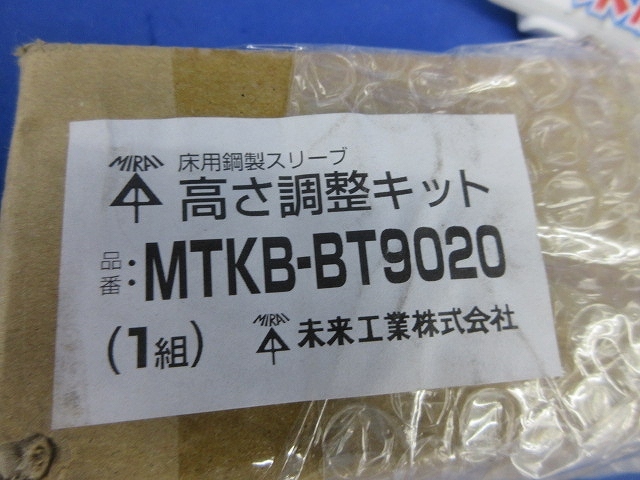 MIRAI 床用鋼製スリーブ
高さ調整キット
品番:MTKB-BT9020
(1組)
MIRAI 未来工業株式会社